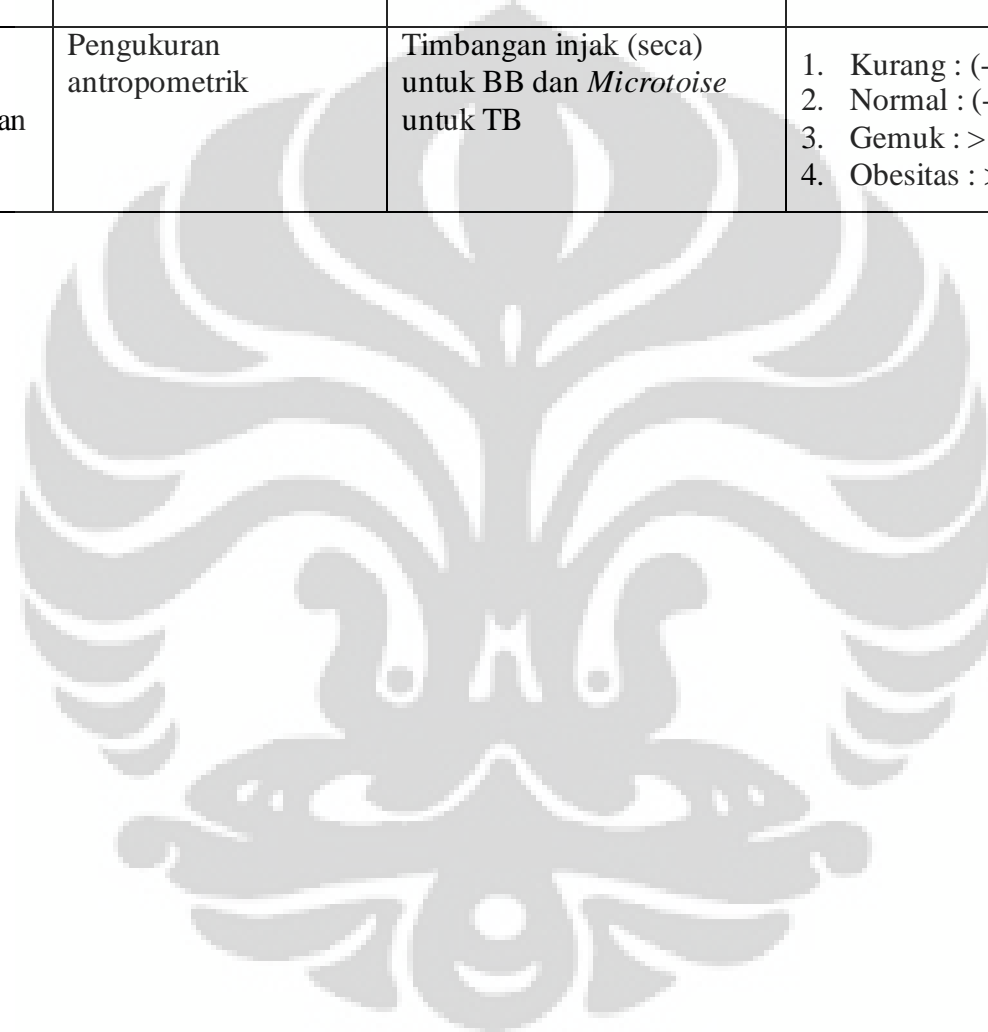 an
Pengukuran
antropometrik
Timbangan injak (seca)
untuk BB dan Microtoise
untuk TB
1. Kurang : (-
2. Normal : (-
3. Gemuk : >
4. Obesitas : >